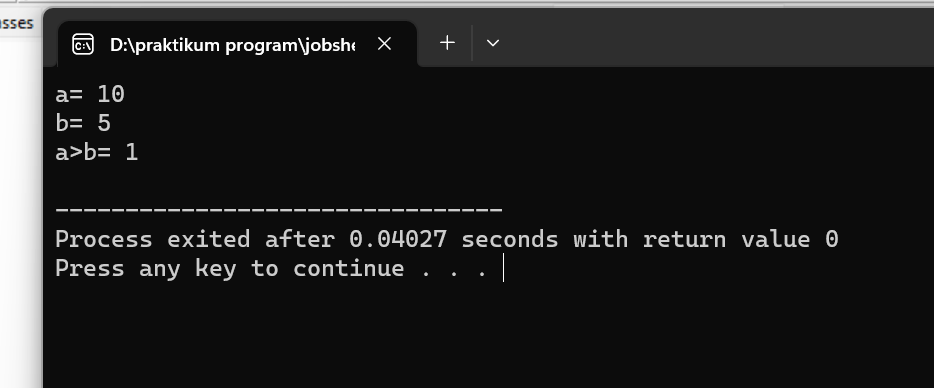 sses
D:\praktikum program\jobshe
a= 10
b= 5
a>b= 1
--------------------------------
Process exited after 0.04027 seconds with return value 0
Press any key to continue . . .